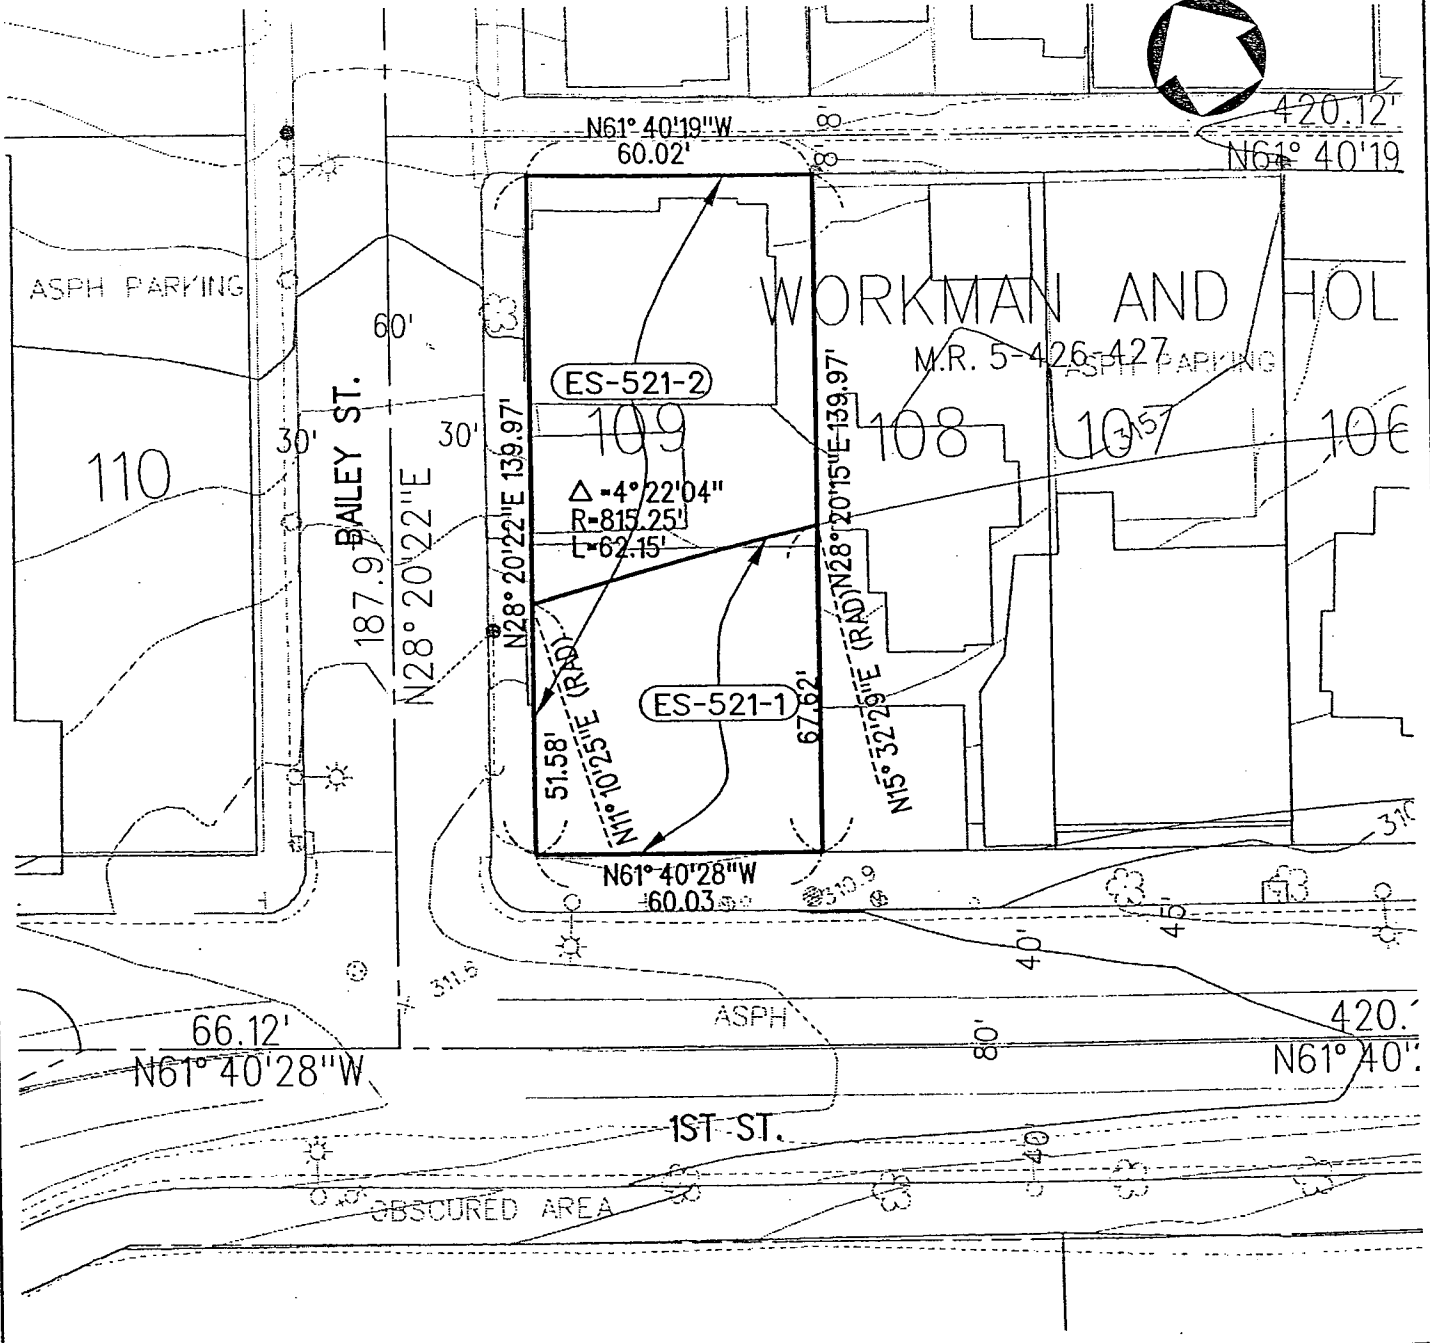 N61° 40'19"W
60.02'
8'
8'
420.12'
N61° 40'19
ASPH PARKING
60'
WORKMAN AND HOL
M.R. 5-426-427
ASPH PARKING
ES-521-2
110
30'
BAILEY ST.
30'
109
108
107
106
315
187.9
N28° 20'22"E
N28° 20'22"E 139.97'
Δ=4° 22'04"
R=815.25'
L=62.15'
N28° 20'15"E 139.97'
ES-521-1
51.58'
N11° 10'25"E (RAD)
67.62'
N15° 32'29"E (RAD)
310
N61° 40'28"W
60.03
310.9
40'
45'
311.6
66.12'
N61° 40'28"W
ASPH
80'
420.
N61° 40'
1ST ST.
40
OBSCURED AREA